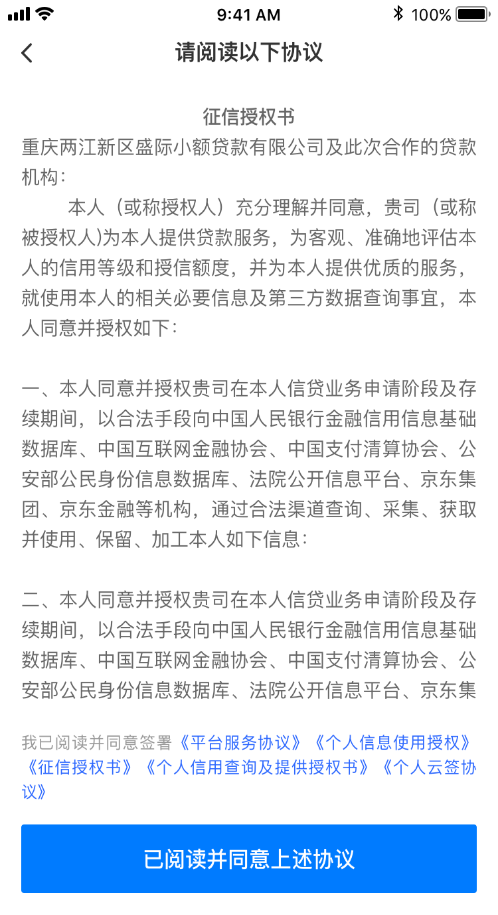 9:41 AM
100%
请阅读以下协议
征信授权书
重庆两江新区盛际小额贷款有限公司及此次合作的贷款
机构：
本人（或称授权人）充分理解并同意，贵司（或称
被授权人)为本人提供贷款服务，为客观、准确地评估本
人的信用等级和授信额度，并为本人提供优质的服务，
就使用本人的相关必要信息及第三方数据查询事宜，本
人同意并授权如下：
一、本人同意并授权贵司在本人信贷业务申请阶段及存
续期间，以合法手段向中国人民银行金融信用信息基础
数据库、中国互联网金融协会、中国支付清算协会、公
安部公民身份信息数据库、法院公开信息平台、京东集
团、京东金融等机构，通过合法渠道查询、采集、获取
并使用、保留、加工本人如下信息：
二、本人同意并授权贵司在本人信贷业务申请阶段及存
续期间，以合法手段向中国人民银行金融信用信息基础
数据库、中国互联网金融协会、中国支付清算协会、公
安部公民身份信息数据库、法院公开信息平台、京东集
我已阅读并同意签署《平台服务协议》《个人信息使用授权》
《征信授权书》《个人信用查询及提供授权书》《个人云签协
议》
已阅读并同意上述协议